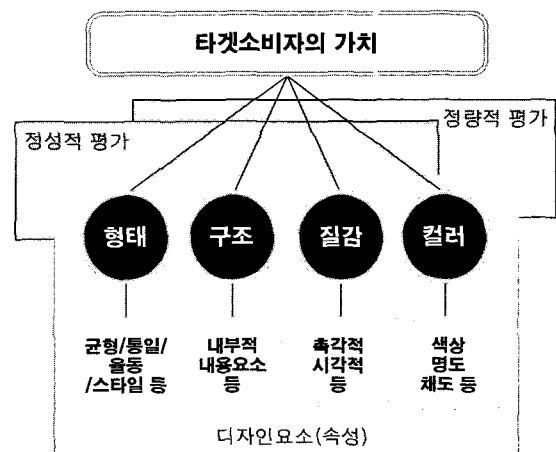 타겟소비자의 가치
정량적 평가
정성적 평가
형태 구조 질감 컬러
균형/통일/
율동
/스타일 등
내부적
내용요소
등
촉각적
시각적
등
색상
명도
채도 등
디자인요소(속성)